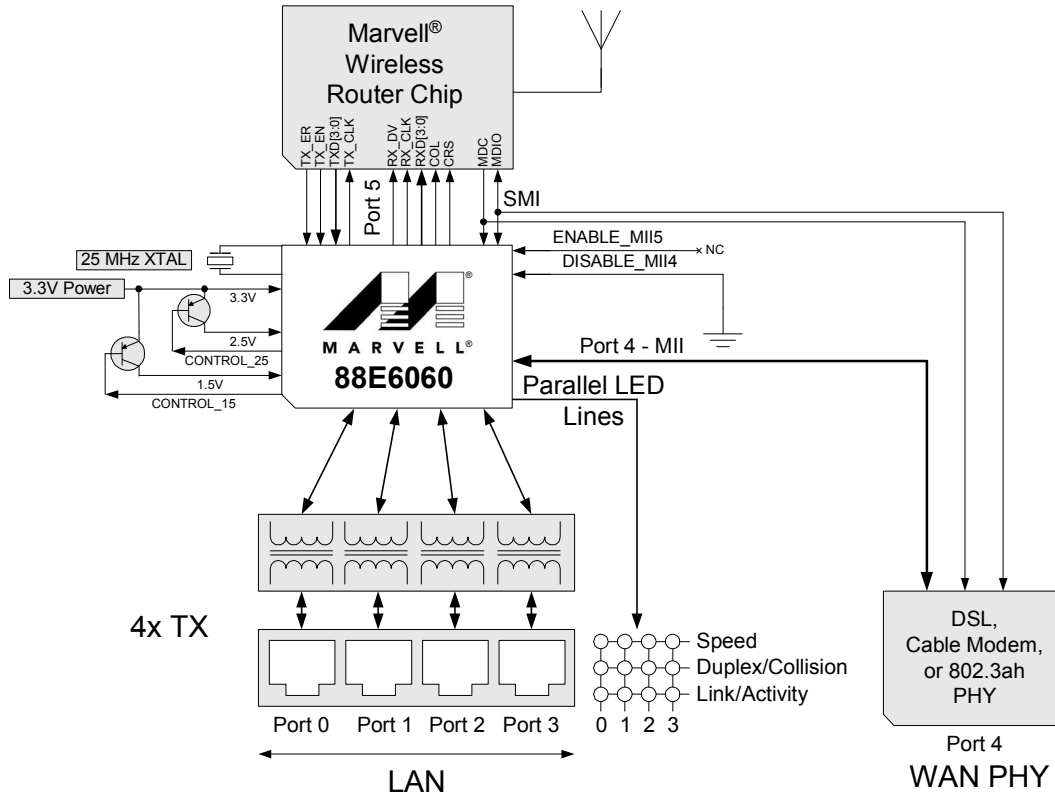 Marvell®
Wireless
Router Chip
TX_ER
TX_EN
TXD[3:0]
TX_CLK
RX_DV
RX_CLK
RXD[3:0]
COL
CRS
MDC
MDIO
Port 5
SMI
ENABLE_MII5
NC
DISABLE_MII4
25 MHz XTAL
3.3V Power
3.3V
2.5V
CONTROL_25
1.5V
CONTROL_15
®
MARVELL®
88E6060
Port 4 - MII
Parallel LED
Lines
4x TX
Port 0 Port 1 Port 2 Port 3
LAN
Speed
Duplex/Collision
Link/Activity
0 1 2 3
DSL,
Cable Modem,
or 802.3ah
PHY
Port 4
WAN PHY